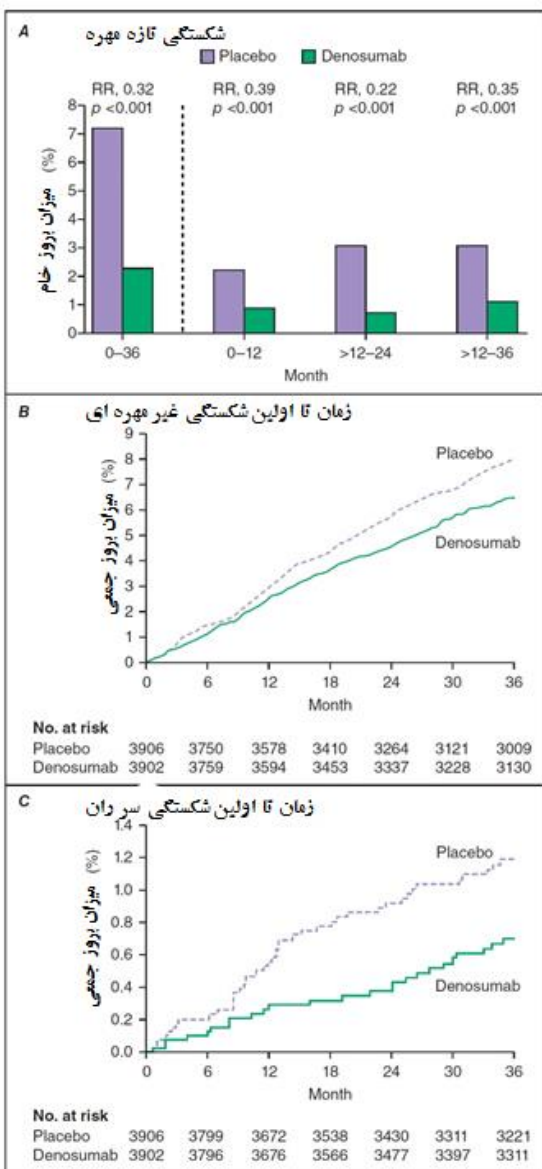 A
شکستگی تازه مهره
Placebo Denosumab
RR, 0.32 RR, 0.39 RR, 0.22 RR, 0.35
p <0.001 p <0.001 p <0.001 p <0.001
میزان بروز خام (%)
8
7
6
5
4
3
2
1
0
0–36 0–12 >12–24 >12–36
Month
B
زمان تا اولین شکستگی غیر مهره ای
میزان بروز جمعی (%)
9
8
7
6
5
4
3
2
1
0
Placebo
Denosumab
0 6 12 18 24 30 36
Month
No. at risk
Placebo 3906 3750 3578 3410 3264 3121 3009
Denosumab 3902 3759 3594 3453 3337 3228 3130
C
زمان تا اولین شکستگی سر ران
میزان بروز جمعی (%)
1.4
1.2
1.0
0.8
0.6
0.4
0.2
0.0
Placebo
Denosumab
0 6 12 18 24 30 36
Month
No. at risk
Placebo 3906 3799 3672 3538 3430 3311 3221
Denosumab 3902 3796 3676 3566 3477 3397 3311